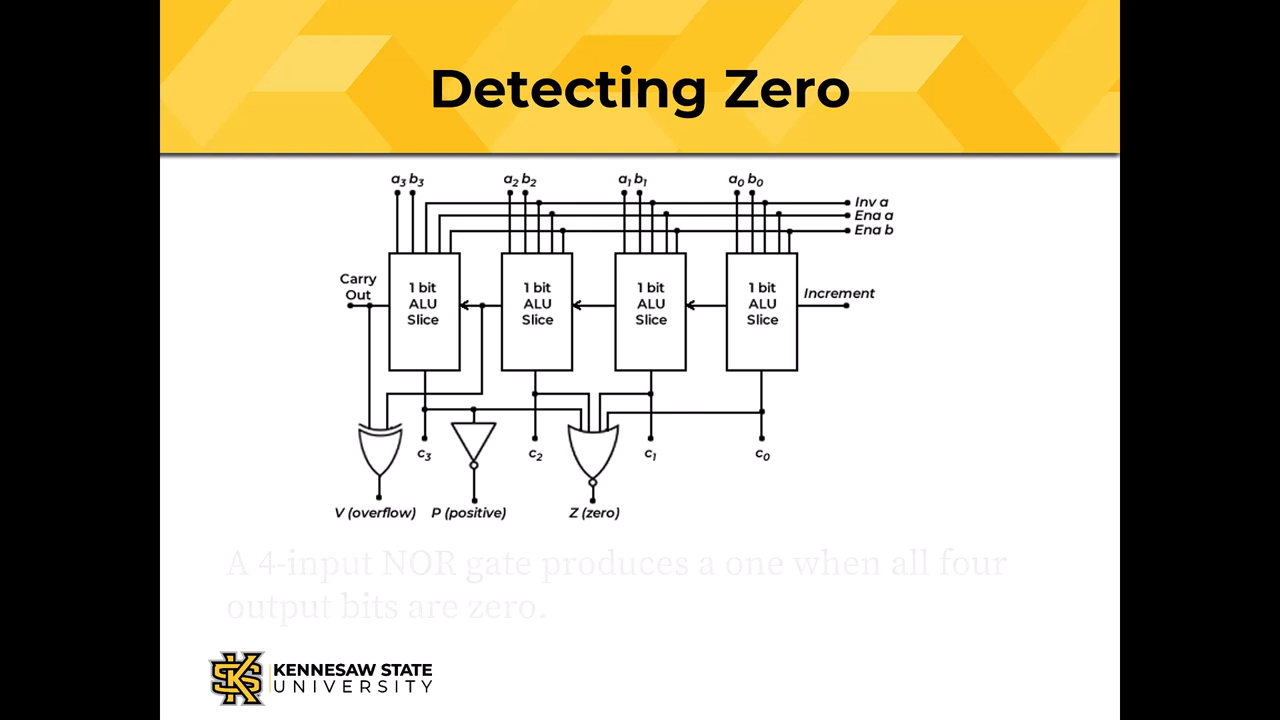 Detecting Zero
a3 b3 a2 b2 a1 b1 a0 b0
Inv a
Ena a
Ena b
Carry
Out
1 bit
ALU
Slice
1 bit
ALU
Slice
1 bit
ALU
Slice
1 bit
ALU
Slice
Increment
c3 c2 c1 c0
V (overflow) P (positive) Z (zero)
A 4-input NOR gate produces a one when all four
output bits are zero.
KENNESAW STATE
UNIVERSITY